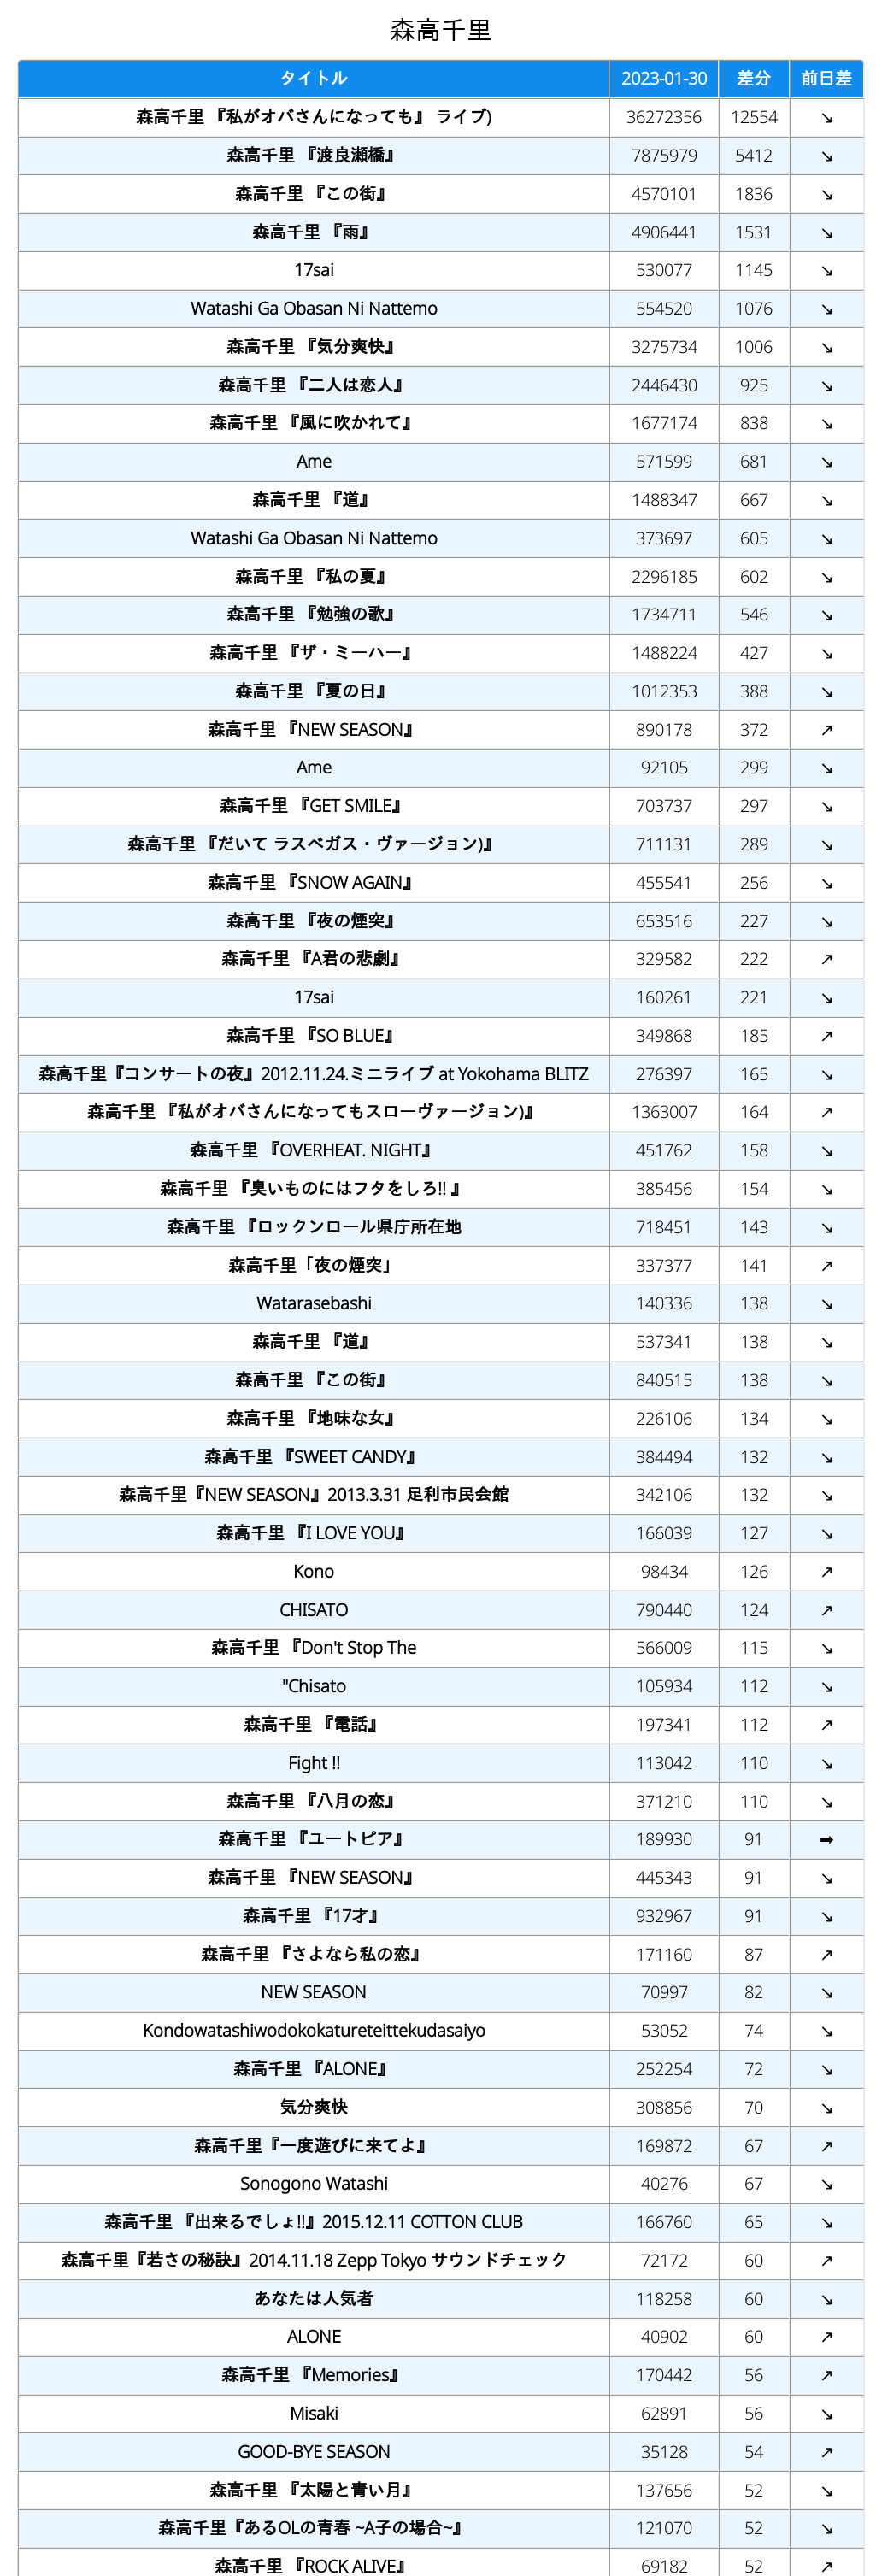 森高千里
タイトル 2023-01-30 差分 前日差
森高千里 『私がオバさんになっても』 ライブ) 36272356 12554 ↘
森高千里 『渡良瀬橋』 7875979 5412 ↘
森高千里 『この街』 4570101 1836 ↘
森高千里 『雨』 4906441 1531 ↘
17sai 530077 1145 ↘
Watashi Ga Obasan Ni Nattemo 554520 1076 ↘
森高千里 『気分爽快』 3275734 1006 ↘
森高千里 『二人は恋人』 2446430 925 ↘
森高千里 『風に吹かれて』 1677174 838 ↘
Ame 571599 681 ↘
森高千里 『道』 1488347 667 ↘
Watashi Ga Obasan Ni Nattemo 373697 605 ↘
森高千里 『私の夏』 2296185 602 ↘
森高千里 『勉強の歌』 1734711 546 ↘
森高千里 『ザ・ミーハー』 1488224 427 ↘
森高千里 『夏の日』 1012353 388 ↘
森高千里 『NEW SEASON』 890178 372 ↗
Ame 92105 299 ↘
森高千里 『GET SMILE』 703737 297 ↘
森高千里 『だいて ラスベガス・ヴァージョン)』 711131 289 ↘
森高千里 『SNOW AGAIN』 455541 256 ↘
森高千里 『夜の煙突』 653516 227 ↘
森高千里 『A君の悲劇』 329582 222 ↗
17sai 160261 221 ↘
森高千里 『SO BLUE』 349868 185 ↗
森高千里『コンサートの夜』2012.11.24.ミニライブ at Yokohama BLITZ 276397 165 ↘
森高千里 『私がオバさんになってもスローヴァージョン)』 1363007 164 ↗
森高千里 『OVERHEAT. NIGHT』 451762 158 ↘
森高千里 『臭いものにはフタをしろ!! 』 385456 154 ↘
森高千里 『ロックンロール県庁所在地 718451 143 ↘
森高千里「夜の煙突」 337377 141 ↗
Watarasebashi 140336 138 ↘
森高千里 『道』 537341 138 ↘
森高千里 『この街』 840515 138 ↘
森高千里 『地味な女』 226106 134 ↘
森高千里 『SWEET CANDY』 384494 132 ↘
森高千里『NEW SEASON』2013.3.31 足利市民会館 342106 132 ↘
森高千里 『I LOVE YOU』 166039 127 ↘
Kono 98434 126 ↗
CHISATO 790440 124 ↗
森高千里 『Don't Stop The 566009 115 ↘
"Chisato 105934 112 ↘
森高千里 『電話』 197341 112 ↗
Fight !! 113042 110 ↘
森高千里 『八月の恋』 371210 110 ↘
森高千里 『ユートピア』 189930 91 ➡
森高千里 『NEW SEASON』 445343 91 ↘
森高千里 『17才』 932967 91 ↘
森高千里 『さよなら私の恋』 171160 87 ↗
NEW SEASON 70997 82 ↘
Kondowatashiwodokokatureteittekudasaiyo 53052 74 ↘
森高千里 『ALONE』 252254 72 ↘
気分爽快 308856 70 ↘
森高千里『一度遊びに来てよ』 169872 67 ↗
Sonogono Watashi 40276 67 ↘
森高千里 『出来るでしょ!!』2015.12.11 COTTON CLUB 166760 65 ↘
森高千里『若さの秘訣』2014.11.18 Zepp Tokyo サウンドチェック 72172 60 ↗
あなたは人気者 118258 60 ↘
ALONE 40902 60 ↗
森高千里 『Memories』 170442 56 ↗
Misaki 62891 56 ↘
GOOD-BYE SEASON 35128 54 ↗
森高千里 『太陽と青い月』 137656 52 ↘
森高千里『あるOLの青春 ~A子の場合~』 121070 52 ↘
森高千里 『ROCK ALIVE』 69182 52 ↗